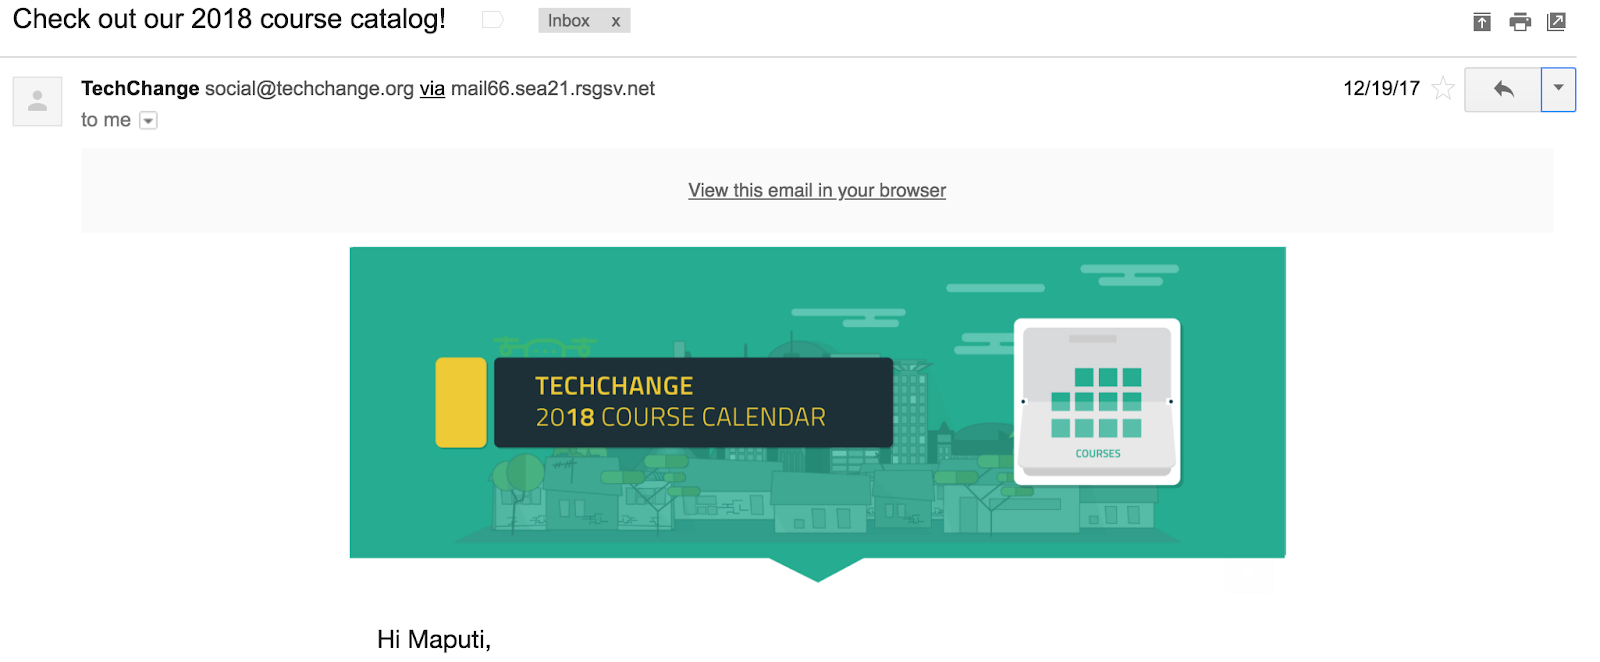 Check out our 2018 course catalog!
Inbox x
TechChange social@techchange.org via mail66.sea21.rsgsv.net
12/19/17
to me
View this email in your browser
TECHCHANGE
2018 COURSE CALENDAR
COURSES
Hi Maputi,